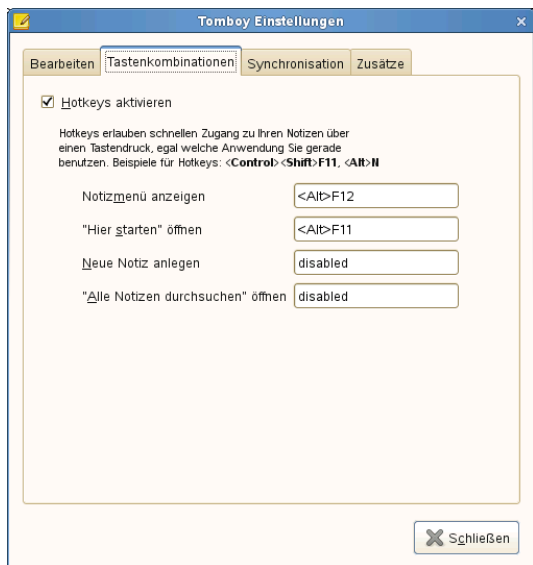 Tomboy Einstellungen
Bearbeiten Tastenkombinationen Synchronisation Zusätze
Hotkeys aktivieren
Hotkeys erlauben schnellen Zugang zu Ihren Notizen über
einen Tastendruck, egal welche Anwendung Sie gerade
benutzen. Beispiele für Hotkeys: <Control><Shift>F11, <Alt>N
Notizmenü anzeigen <Alt>F12
"Hier starten" öffnen <Alt>F11
Neue Notiz anlegen disabled
"Alle Notizen durchsuchen" öffnen disabled
Schließen